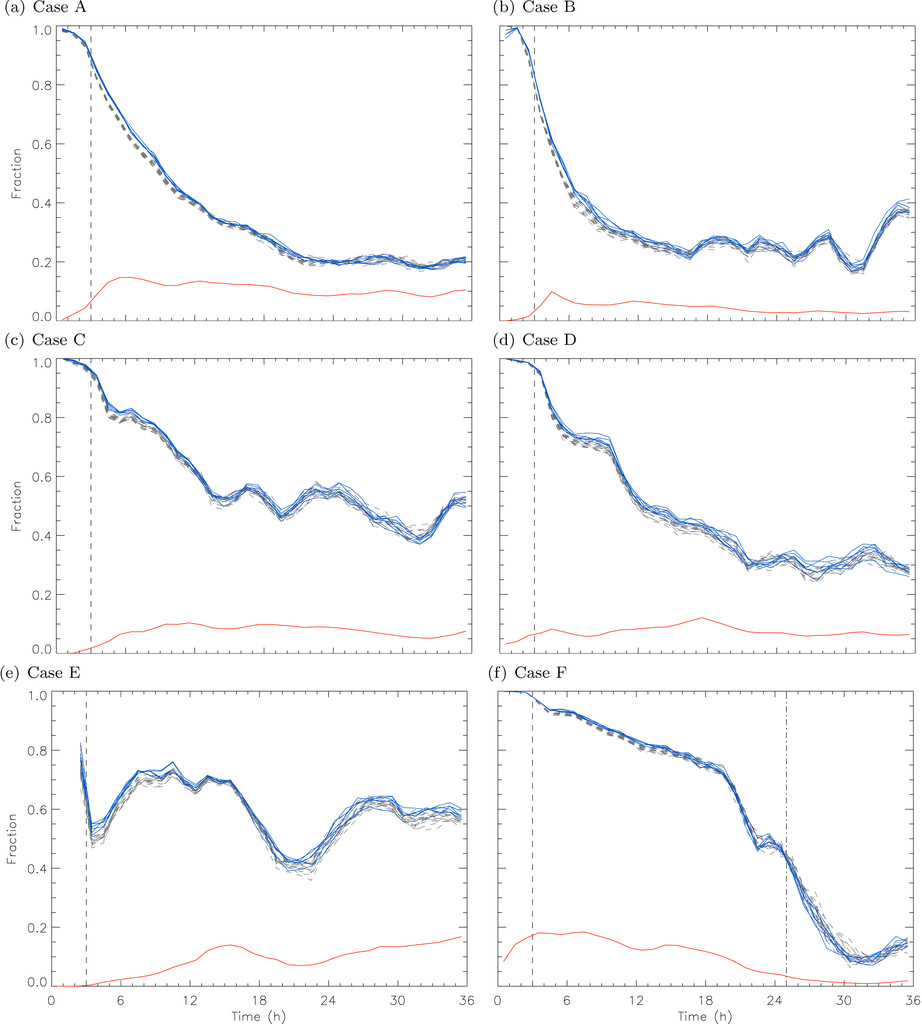 (a) Case A
(b) Case B
1.0
0.8
0.6
0.4
0.2
0.0
Fraction
(c) Case C
(d) Case D
1.0
0.8
0.6
0.4
0.2
0.0
Fraction
(e) Case E
(f) Case F
1.0
0.8
0.6
0.4
0.2
0.0
Fraction
0 6 12 18 24 30 36
0 6 12 18 24 30 36
Time (h)
Time (h)